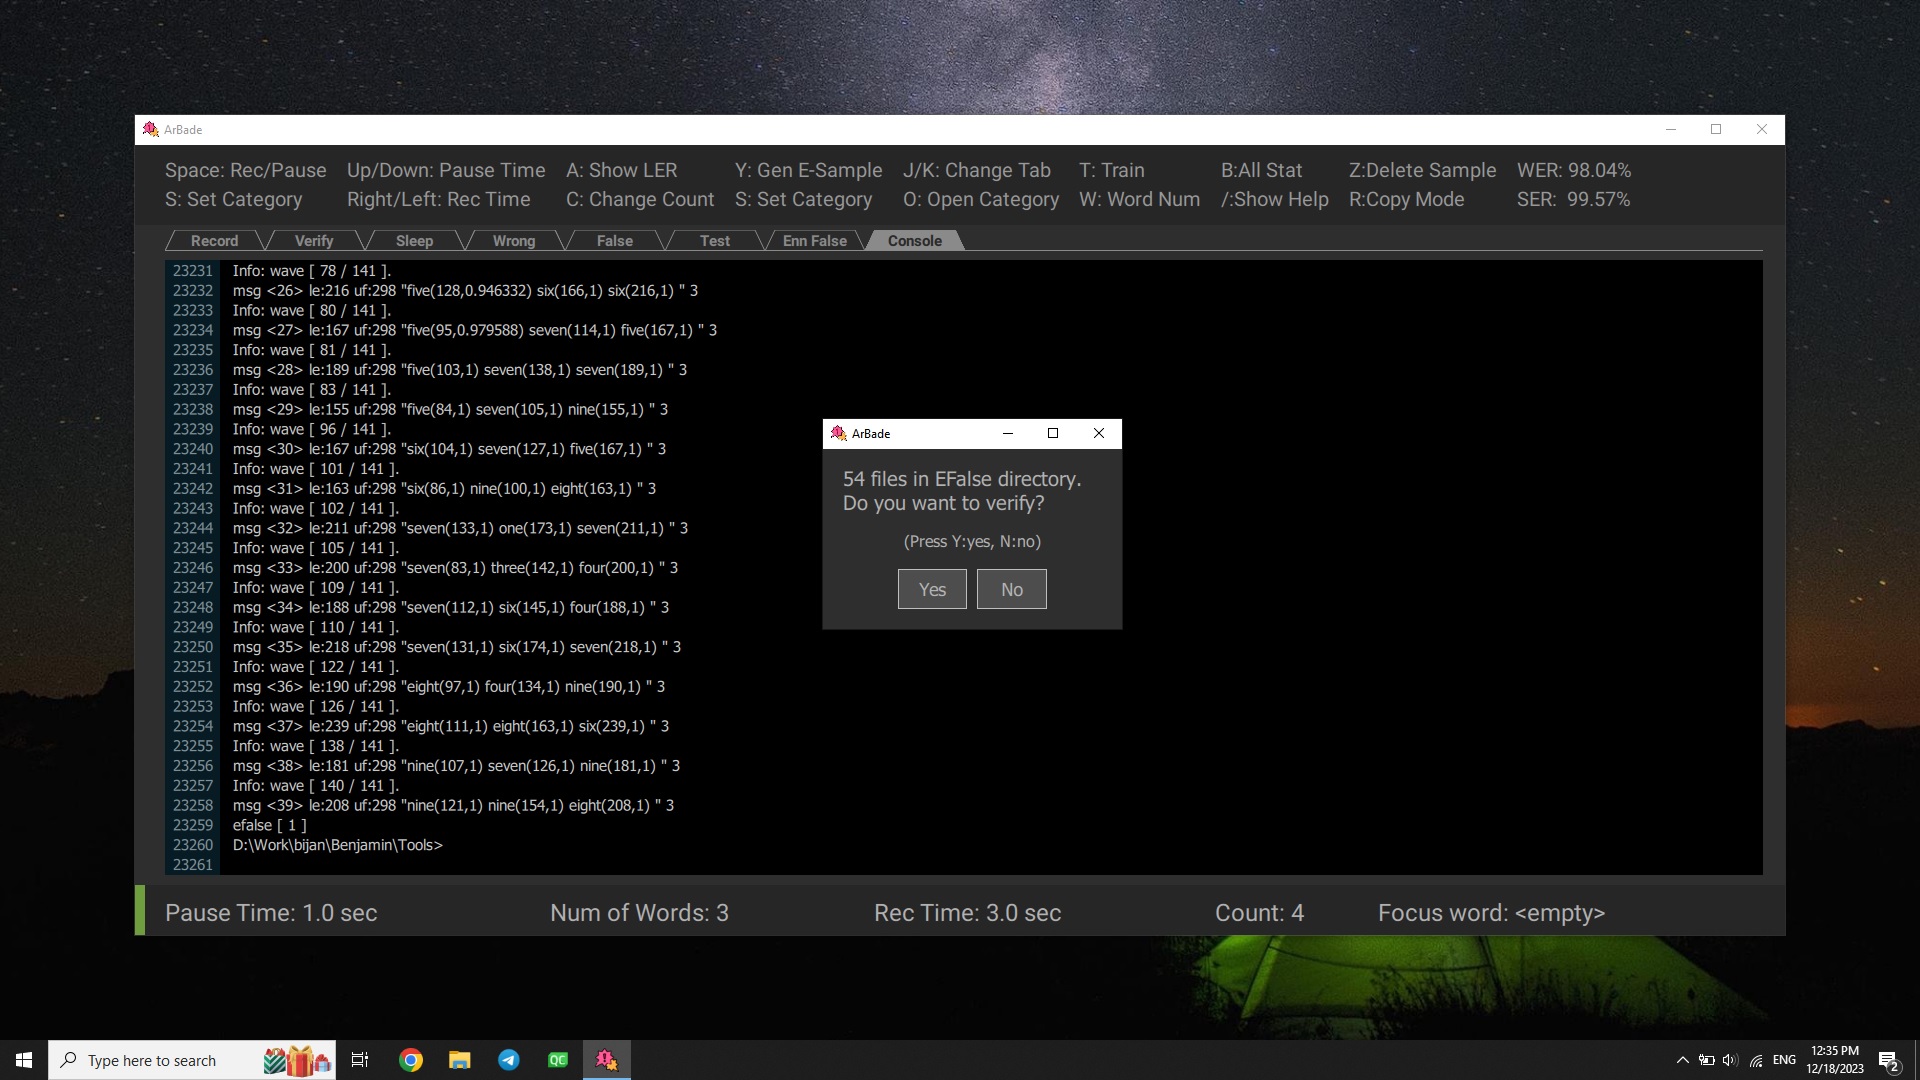 ArBade
Space: Rec/Pause Up/Down: Pause Time A: Show LER Y: Gen E-Sample J/K: Change Tab T: Train B:All Stat Z:Delete Sample WER: 98.04%
S: Set Category Right/Left: Rec Time C: Change Count S: Set Category O: Open Category W: Word Num /:Show Help R:Copy Mode SER: 99.57%
Record Verify Sleep Wrong False Test Enn False Console
23231 Info: wave [ 78 / 141 ].
23232 msg <26> le:216 uf:298 "five(128,0.946332) six(166,1) six(216,1) " 3
23233 Info: wave [ 80 / 141 ].
23234 msg <27> le:167 uf:298 "five(95,0.979588) seven(114,1) five(167,1) " 3
23235 Info: wave [ 81 / 141 ].
23236 msg <28> le:189 uf:298 "five(103,1) seven(138,1) seven(189,1) " 3
23237 Info: wave [ 83 / 141 ].
23238 msg <29> le:155 uf:298 "five(84,1) seven(105,1) nine(155,1) " 3
23239 Info: wave [ 96 / 141 ].
23240 msg <30> le:167 uf:298 "six(104,1) seven(127,1) five(167,1) " 3
23241 Info: wave [ 101 / 141 ].
23242 msg <31> le:163 uf:298 "six(86,1) nine(100,1) eight(163,1) " 3
23243 Info: wave [ 102 / 141 ].
23244 msg <32> le:211 uf:298 "seven(133,1) one(173,1) seven(211,1) " 3
23245 Info: wave [ 105 / 141 ].
23246 msg <33> le:200 uf:298 "seven(83,1) three(142,1) four(200,1) " 3
23247 Info: wave [ 109 / 141 ].
23248 msg <34> le:188 uf:298 "seven(112,1) six(145,1) four(188,1) " 3
23249 Info: wave [ 110 / 141 ].
23250 msg <35> le:218 uf:298 "seven(131,1) six(174,1) seven(218,1) " 3
23251 Info: wave [ 122 / 141 ].
23252 msg <36> le:190 uf:298 "eight(97,1) four(134,1) nine(190,1) " 3
23253 Info: wave [ 126 / 141 ].
23254 msg <37> le:239 uf:298 "eight(111,1) eight(163,1) six(239,1) " 3
23255 Info: wave [ 138 / 141 ].
23256 msg <38> le:181 uf:298 "nine(107,1) seven(126,1) nine(181,1) " 3
23257 Info: wave [ 140 / 141 ].
23258 msg <39> le:208 uf:298 "nine(121,1) nine(154,1) eight(208,1) " 3
23259 efalse [ 1 ]
23260 D:\Work\bijan\Benjamin\Tools>
23261
ArBade
54 files in EFalse directory.
Do you want to verify?
(Press Y:yes, N:no)
Yes No
Pause Time: 1.0 sec Num of Words: 3 Rec Time: 3.0 sec Count: 4 Focus word: <empty>
Type here to search
QC
ENG
12:35 PM
12/18/2023
2